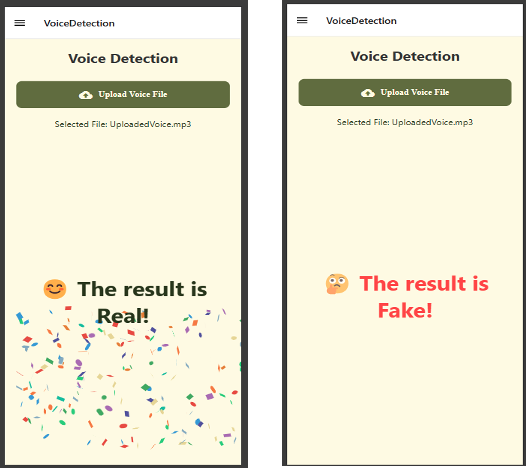 VoiceDetection
Voice Detection
Upload Voice File
Selected File: UploadedVoice.mp3
😊 The result is
Real!
VoiceDetection
Voice Detection
Upload Voice File
Selected File: UploadedVoice.mp3
🤔 The result is
Fake!